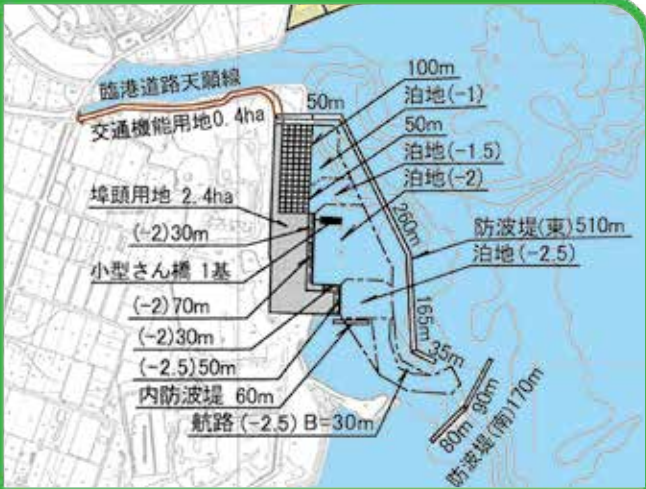 臨港道路天願線
交通機能用地0.4ha
埠頭用地 2.4ha
(-2)30m
小型さん橋 1基
(-2)70m
(-2)30m
(-2.5)50m
内防波堤 60m
航路(-2.5) B=30m
50m
100m
泊地(-1)
50m
泊地(-1.5)
泊地(-2)
260m
防波堤(東)510m
泊地(-2.5)
165m
35m
80m 90m
防波堤(南)170m